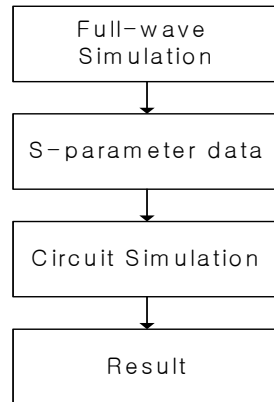 Full-wave
Simulation
S-parameter data
Circuit Simulation
Result